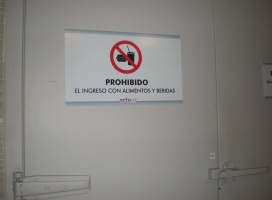 PROHIBIDO
EL INGRESO CON ALIMENTOS Y BEBIDAS